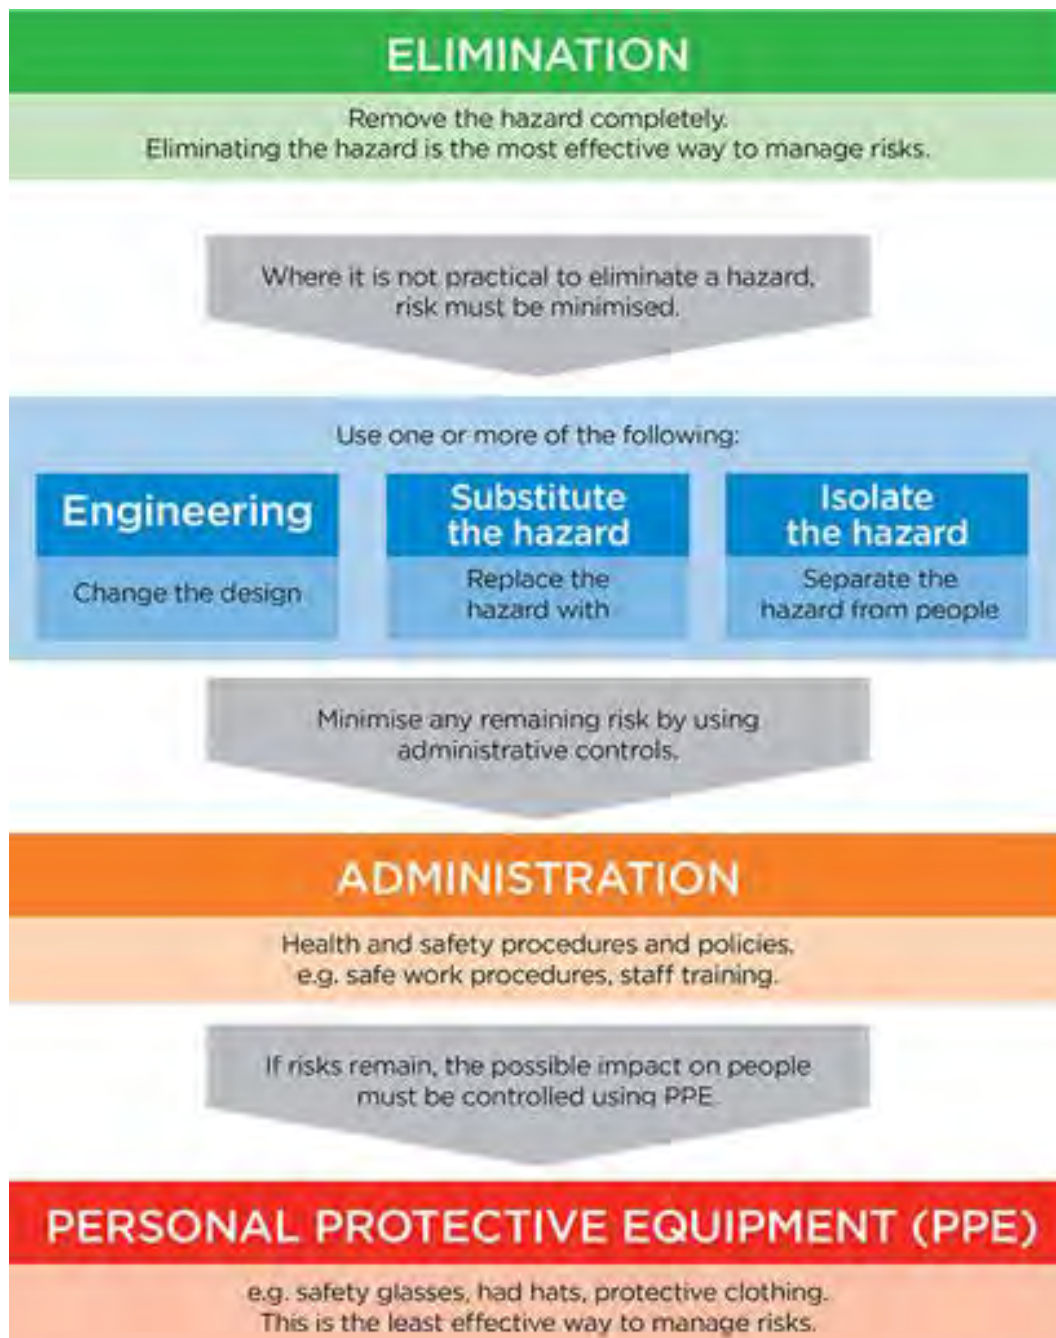 ELIMINATION
Remove the hazard completely.
Eliminating the hazard is the most effective way to manage risks.
Where it is not practical to eliminate a hazard,
risk must be minimised.
Use one or more of the following:
Engineering
Change the design
Substitute
the hazard
Replace the
hazard with
Isolate
the hazard
Separate the
hazard from people
Minimise any remaining risk by using
administrative controls.
ADMINISTRATION
Health and safety procedures and policies.
e.g. safe work procedures, staff training.
If risks remain, the possible impact on people
must be controlled using PPE.
PERSONAL PROTECTIVE EQUIPMENT (PPE)
e.g. safety glasses, had hats, protective clothing.
This is the least effective way to manage risks.